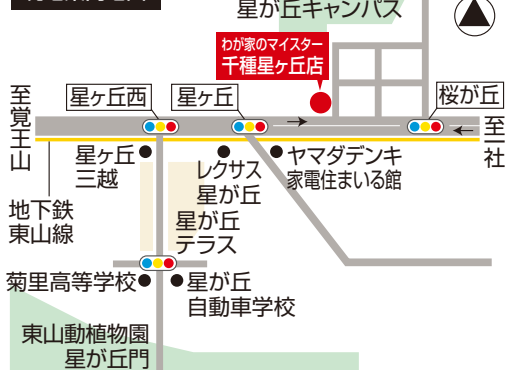 星が丘キャンパス
わが家のマイスター
千種星ヶ丘店
至覚王山
星ヶ丘西
星ヶ丘
桜が丘
至一社
星ヶ丘
三越
レクサス
星が丘
ヤマダデンキ
家電住まいる館
地下鉄
東山線
星が丘
テラス
菊里高等学校
星が丘
自動車学校
東山動植物園
星が丘門